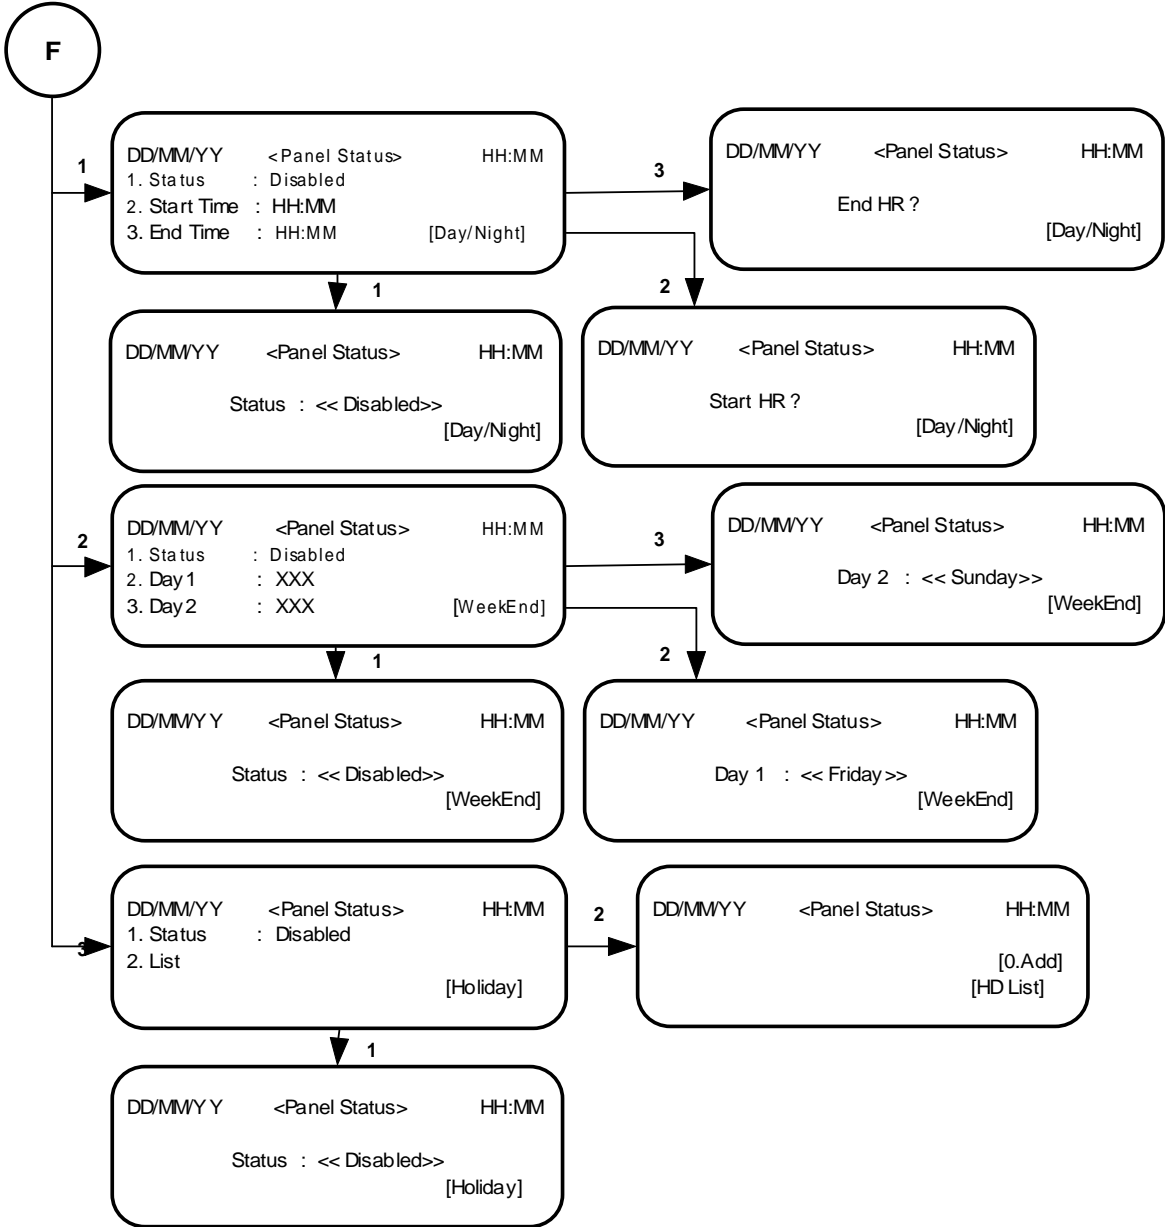 F
1
DD/MM/YY <Panel Status> HH:MM
1. Status : Disabled
2. Start Time : HH:MM
3. End Time : HH:MM [Day/Night]
3
DD/MM/YY <Panel Status> HH:MM
End HR ?
[Day/Night]
1
2
DD/MM/YY <Panel Status> HH:MM
Status : << Disabled>>
[Day/Night]
DD/MM/YY <Panel Status> HH:MM
Start HR ?
[Day/Night]
2
DD/MM/YY <Panel Status> HH:MM
1. Status : Disabled
2. Day1 : XXX
3. Day2 : XXX [WeekEnd]
3
DD/MM/YY <Panel Status> HH:MM
Day 2 : << Sunday>>
[WeekEnd]
1
2
DD/MM/YY <Panel Status> HH:MM
Status : << Disabled>>
[WeekEnd]
DD/MM/YY <Panel Status> HH:MM
Day 1 : << Friday>>
[WeekEnd]
3
DD/MM/YY <Panel Status> HH:MM
1. Status : Disabled
2. List
[Holiday]
2
DD/MM/YY <Panel Status> HH:MM
[0.Add]
[HD List]
1
DD/MM/YY <Panel Status> HH:MM
Status : << Disabled>>
[Holiday]